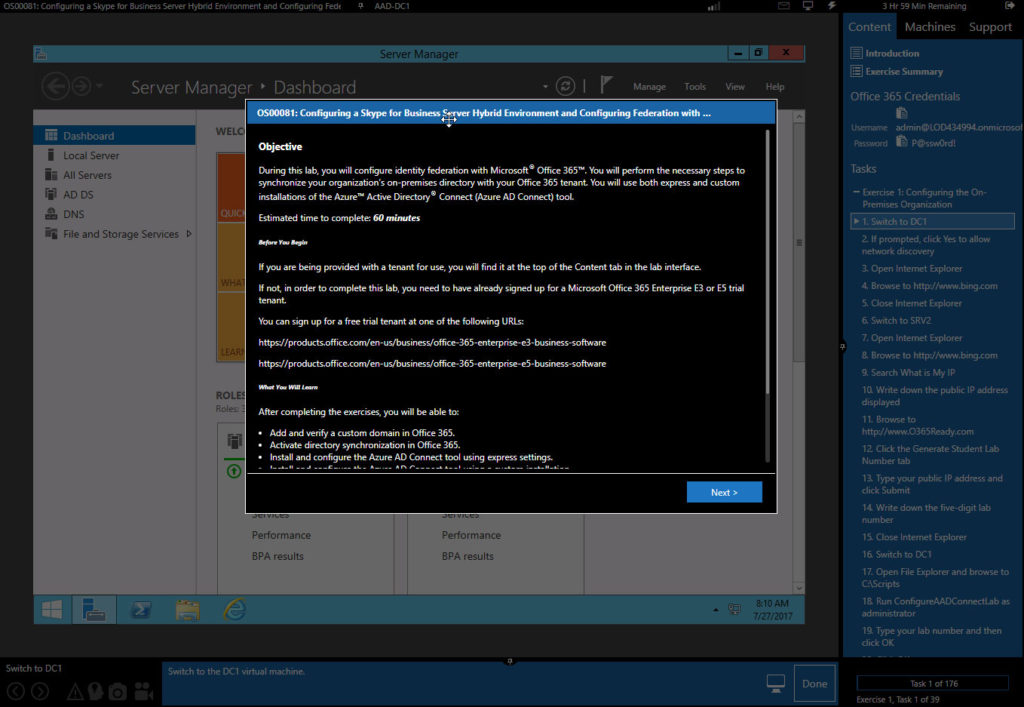 OS00081: Configuring a Skype for Business Server Hybrid Environment and Configuring Fede
AAD-DC1
3 Hr 59 Min Remaining
Server Manager
Server Manager ‣ Dashboard
Manage Tools View Help
Dashboard
Local Server
All Servers
AD DS
DNS
File and Storage Services
WELC
QUIC
WHAT
LEARN
ROLES
Roles: 3
Services
Performance
BPA results
Services
Performance
BPA results
OS00081: Configuring a Skype for Business Server Hybrid Environment and Configuring Federation with ...
Objective
During this lab, you will configure identity federation with Microsoft® Office 365™. You will perform the necessary steps to
synchronize your organization's on-premises directory with your Office 365 tenant. You will use both express and custom
installations of the Azure™ Active Directory® Connect (Azure AD Connect) tool.
Estimated time to complete: 60 minutes
Before You Begin
If you are being provided with a tenant for use, you will find it at the top of the Content tab in the lab interface.
If not, in order to complete this lab, you need to have already signed up for a Microsoft Office 365 Enterprise E3 or E5 trial
tenant.
You can sign up for a free trial tenant at one of the following URLs:
https://products.office.com/en-us/business/office-365-enterprise-e3-business-software
https://products.office.com/en-us/business/office-365-enterprise-e5-business-software
What You Will Learn
After completing the exercises, you will be able to:
• Add and verify a custom domain in Office 365.
• Activate directory synchronization in Office 365.
• Install and configure the Azure AD Connect tool using express settings.
• Install and configure the Azure AD Connect tool using a custom installation.
Next >
8:10 AM
7/27/2017
Content Machines Support
Introduction
Exercise Summary
Office 365 Credentials
Username admin@LOD434994.onmicrosof
Password P@ssw0rd!
Tasks
Exercise 1: Configuring the On-
Premises Organization
1. Switch to DC1
2. If prompted, click Yes to allow
network discovery
3. Open Internet Explorer
4. Browse to http://www.bing.com
5. Close Internet Explorer
6. Switch to SRV2
7. Open Internet Explorer
8. Browse to http://www.bing.com
9. Search What is My IP
10. Write down the public IP address
displayed
11. Browse to
http://www.O365Ready.com
12. Click the Generate Student Lab
Number tab
13. Type your public IP address and
click Submit
14. Write down the five-digit lab
number
15. Close Internet Explorer
16. Switch to DC1
17. Open File Explorer and browse to
C:\Scripts
18. Run ConfigureAADConnectLab as
administrator
19. Type your lab number and then
click OK
Switch to DC1
Switch to the DC1 virtual machine.
Done
Task 1 of 176
Exercise 1, Task 1 of 39